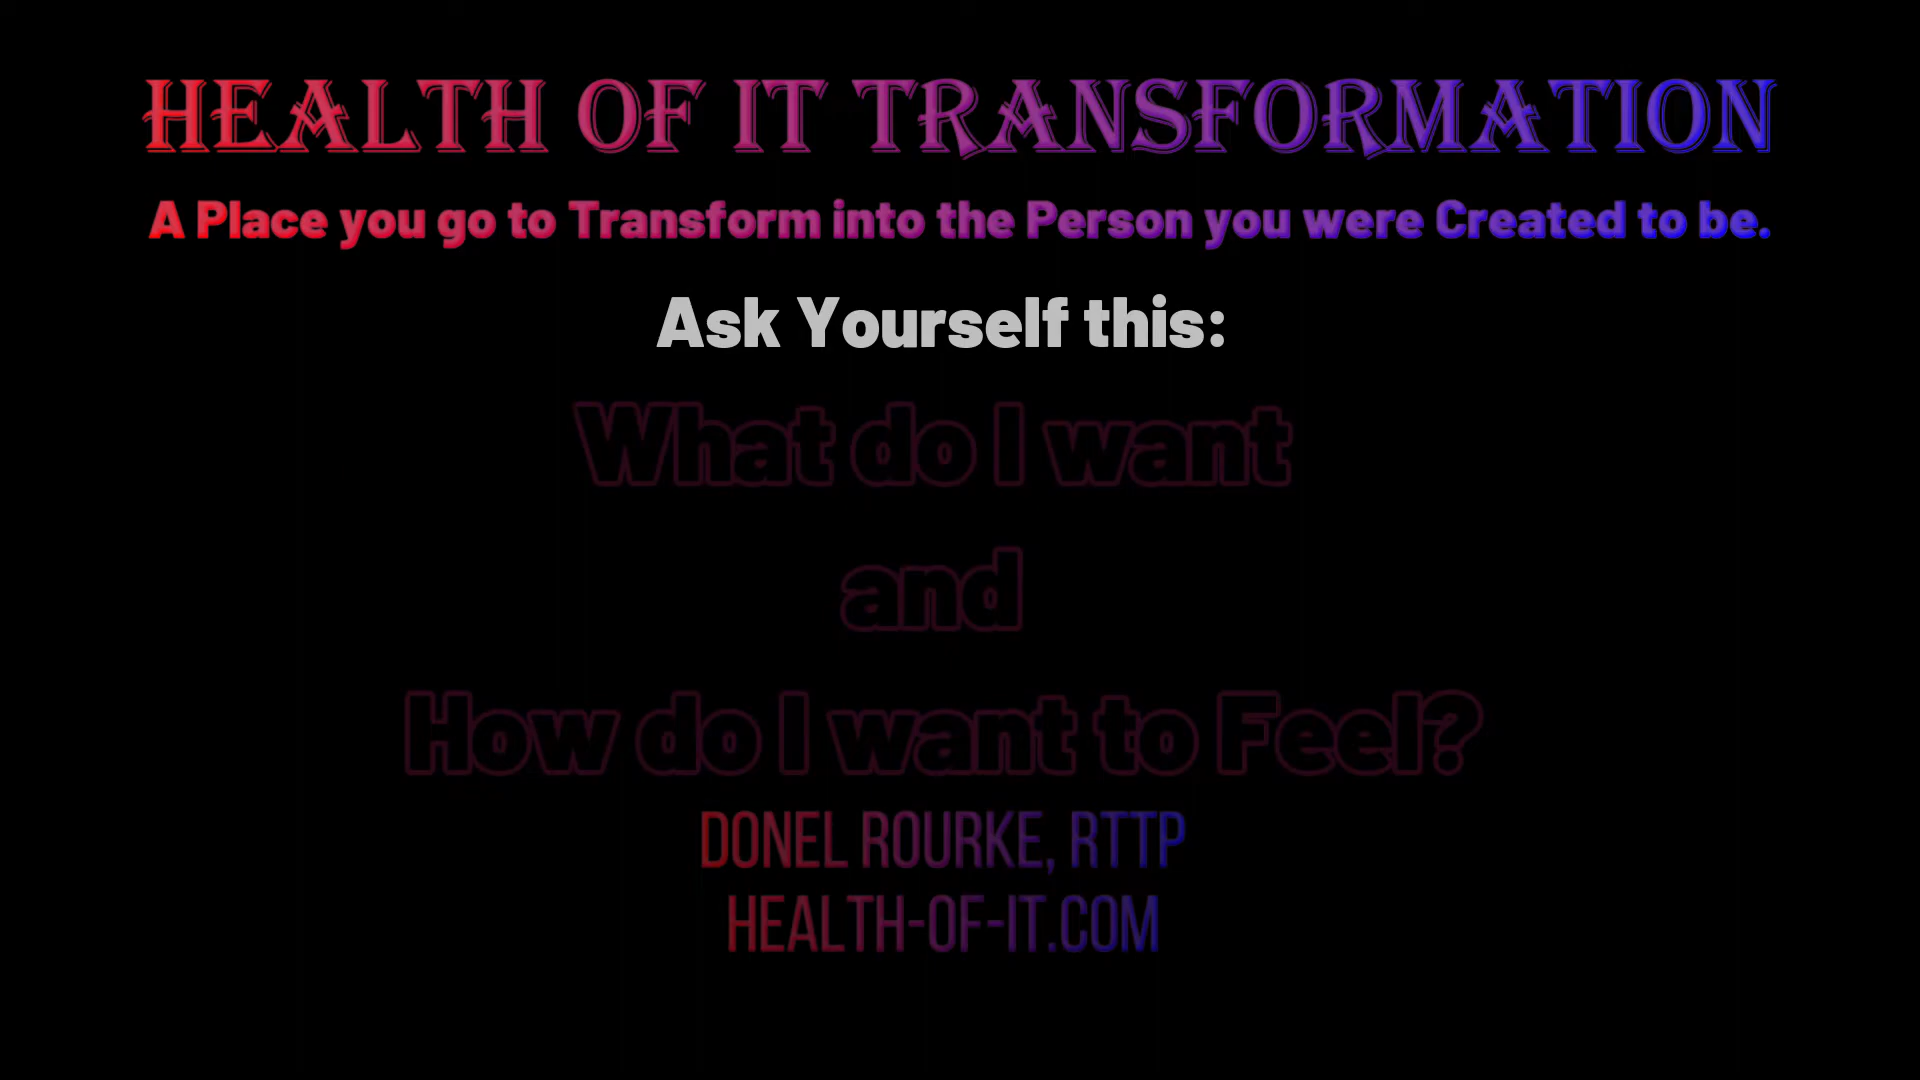 HEALTH OF IT TRANSFORMATION
A Place you go to Transform into the Person you were Created to be.
Ask Yourself this:
What do I want
and
How do I want to Feel?
DONEL ROURKE, RTTP
HEALTH-OF-IT.COM